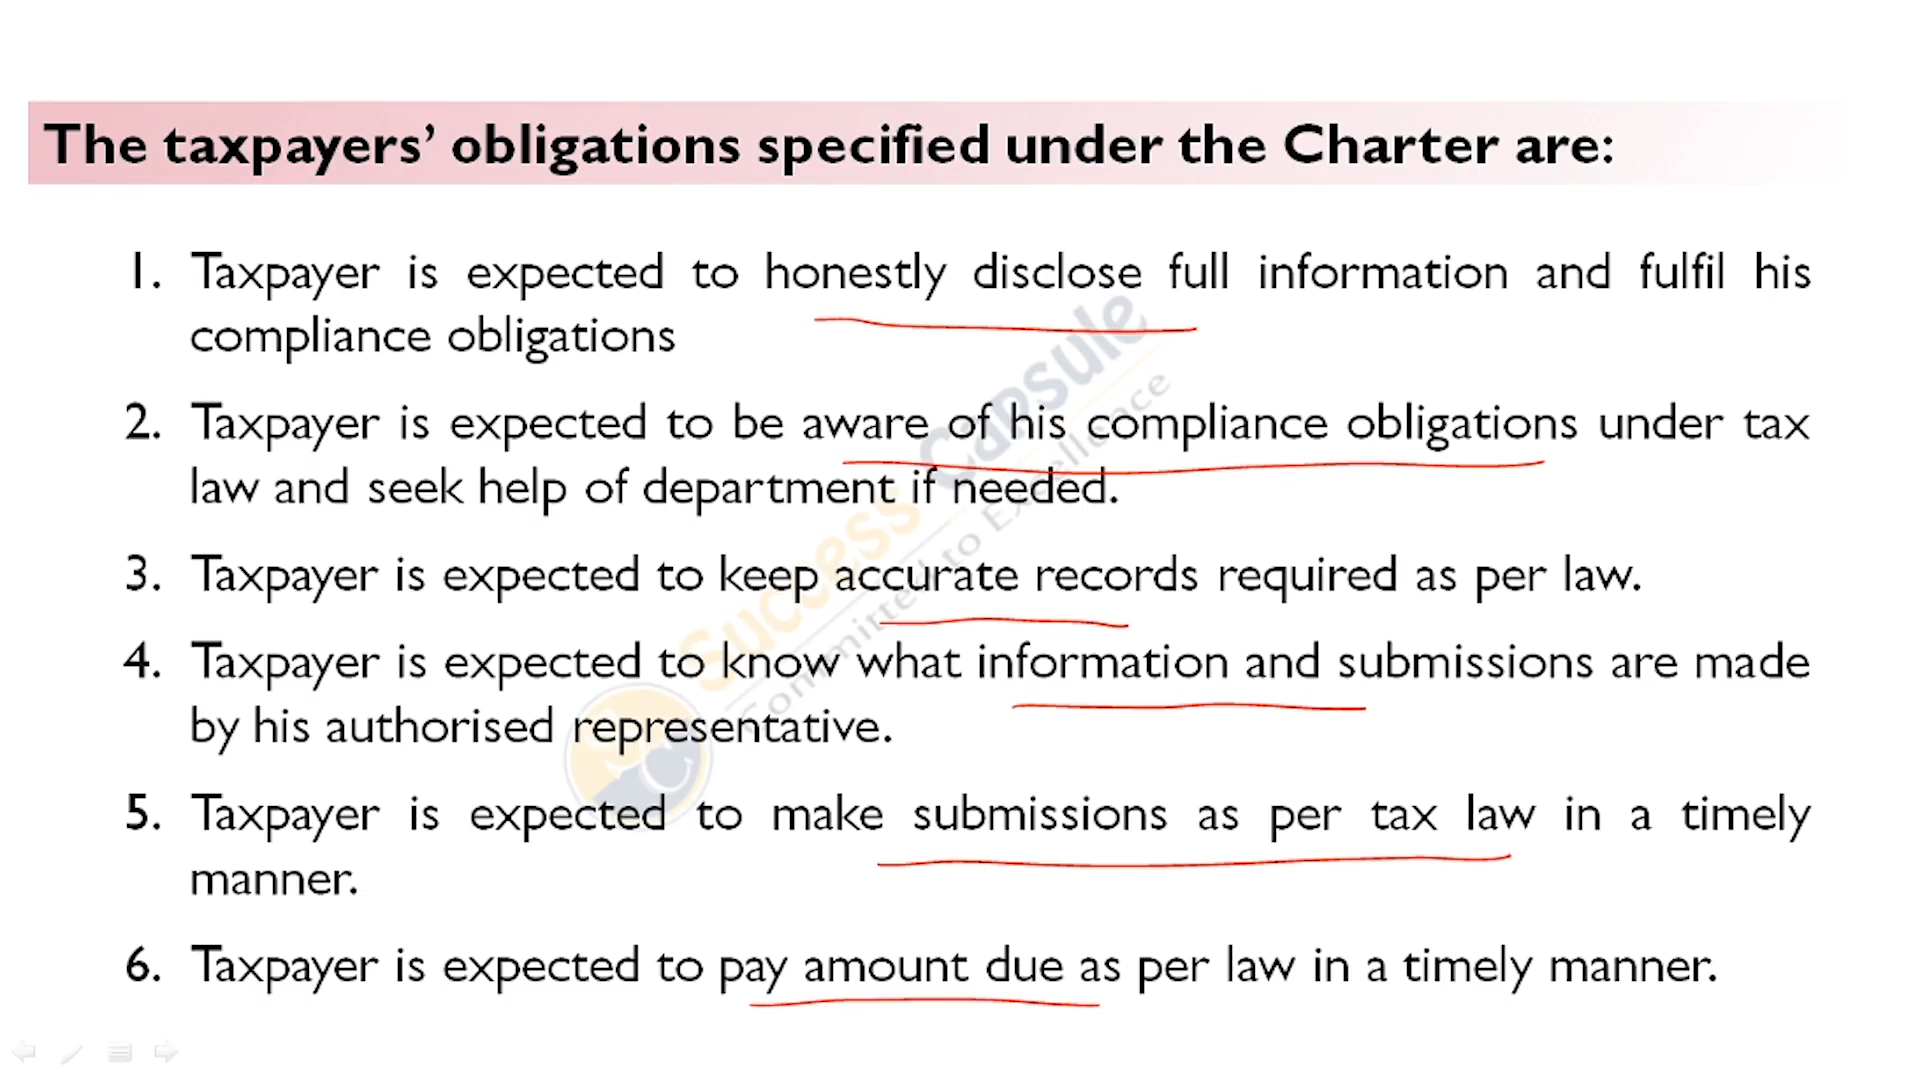 The taxpayers’ obligations specified under the Charter are:
1. Taxpayer is expected to honestly disclose full information and fulfil his
compliance obligations
2. Taxpayer is expected to be aware of his compliance obligations under tax
law and seek help of department if needed.
3. Taxpayer is expected to keep accurate records required as per law.
4. Taxpayer is expected to know what information and submissions are made
by his authorised representative.
5. Taxpayer is expected to make submissions as per tax law in a timely
manner.
6. Taxpayer is expected to pay amount due as per law in a timely manner.
Success Capsule
Committed to Excellence